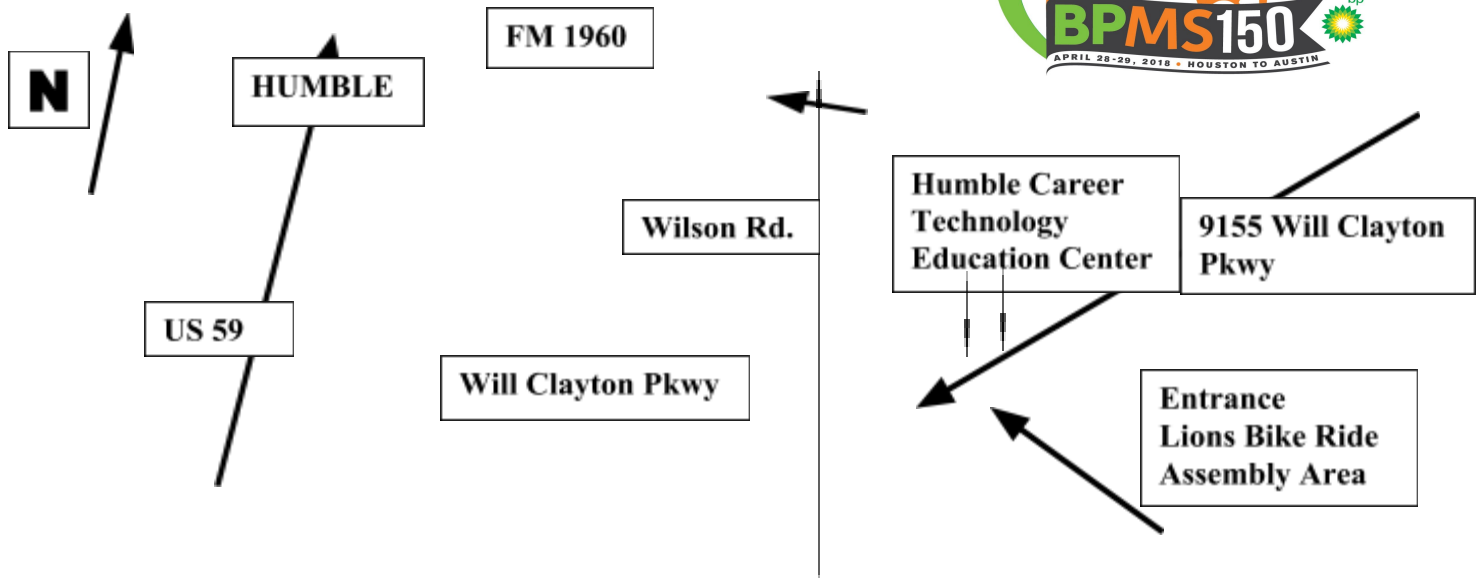 N
HUMBLE
FM 1960
bp
BPMS150
APRIL 28-29, 2018 • HOUSTON TO AUSTIN
Humble Career
Technology
Education Center
Wilson Rd.
9155 Will Clayton
Pkwy
US 59
Will Clayton Pkwy
Entrance
Lions Bike Ride
Assembly Area